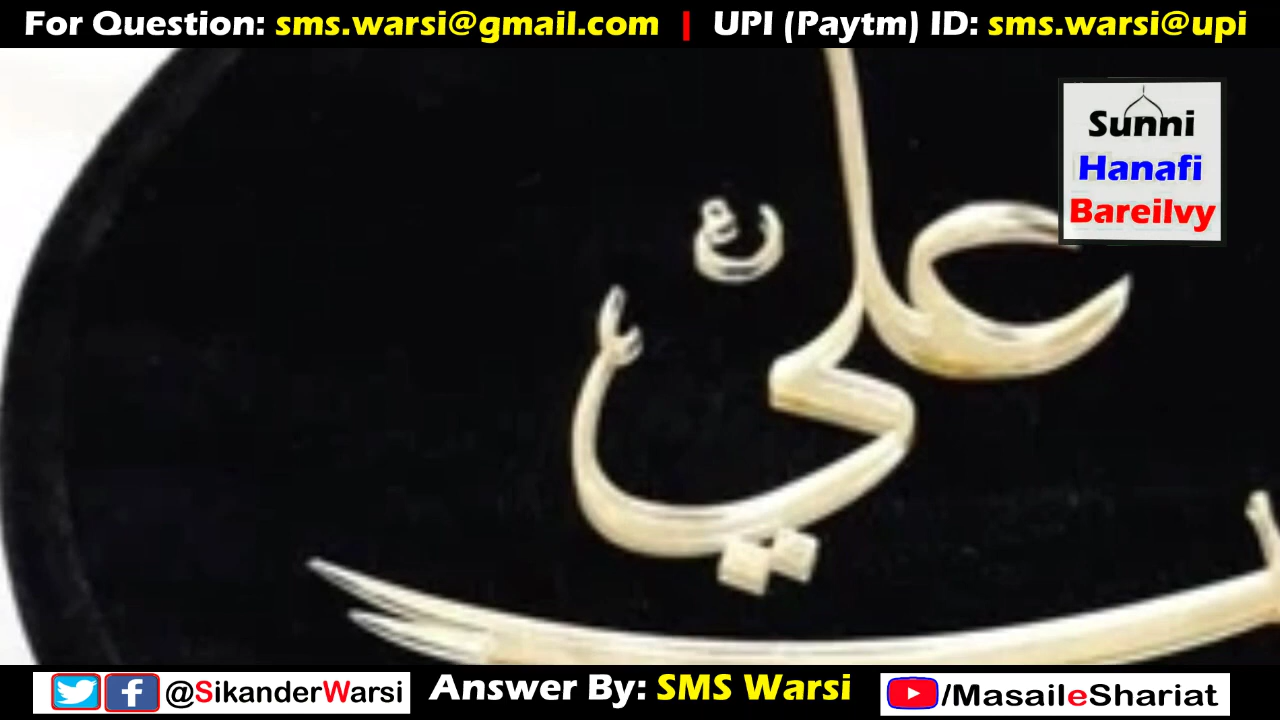 For Question: sms.warsi@gmail.com | UPI (Paytm) ID: sms.warsi@upi
Sunni
Hanafi
Bareilvy
علي
@SikanderWarsi
Answer By: SMS Warsi
/MasaileShariat